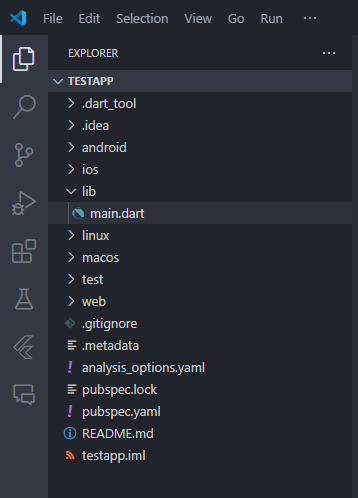 File Edit Selection View Go Run ...
EXPLORER ...
TESTAPP
.dart_tool
.idea
android
ios
lib
main.dart
linux
macos
test
web
.gitignore
.metadata
! analysis_options.yaml
pubspec.lock
! pubspec.yaml
README.md
testapp.iml